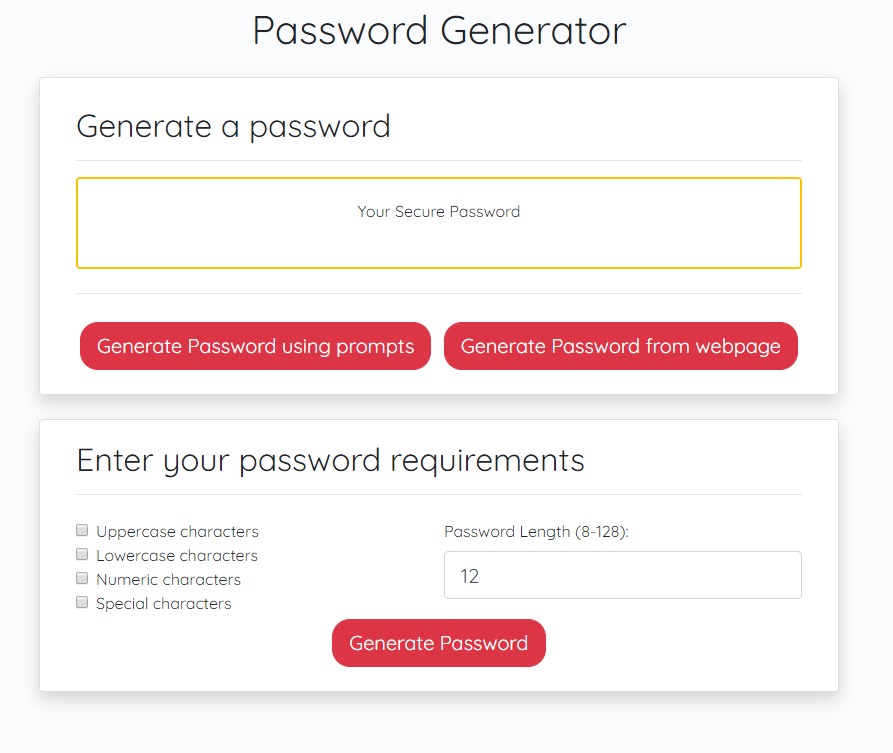 Password Generator
Generate a password
Your Secure Password
Generate Password using prompts
Generate Password from webpage
Enter your password requirements
Uppercase characters
Lowercase characters
Numeric characters
Special characters
Password Length (8-128):
12
Generate Password